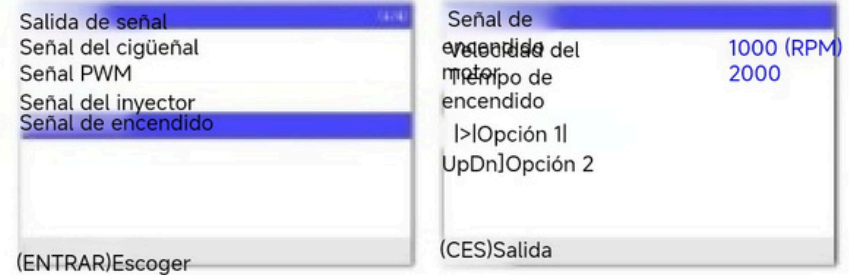 Salida de señal (4/4)
Señal del cigüeñal
Señal PWM
Señal del inyector
Señal de encendido
(ENTRAR)Escoger
Señal de
encendido
Velocidad del 1000 (RPM)
motor
Tiempo de 2000
encendido
|>|Opción 1|
UpDn]Opción 2
(CES)Salida